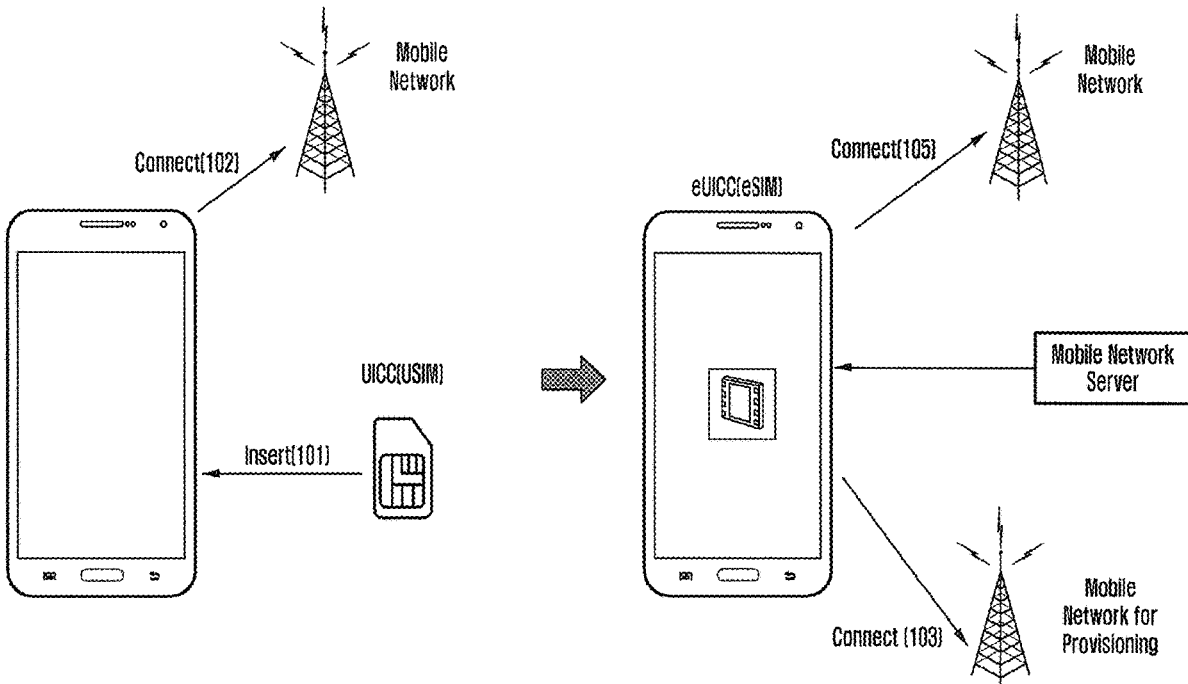 Mobile
Network
Connect(102)
UICC(USIM)
Insert(101)
Mobile
Network
Connect(105)
eUICC(eSIM)
Mobile Network
Server
Connect (103)
Mobile
Network for
Provisioning